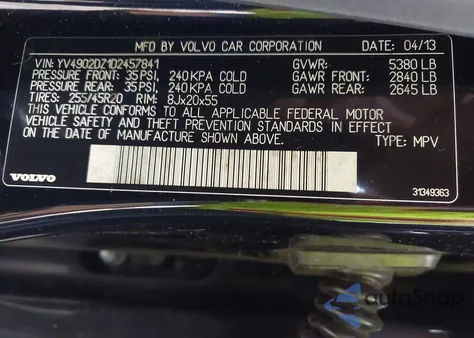 MFD.BY VOLVO CAR CORPORATION DATE: 04/13
VIN: YV4902DZ1D2457841 GVWR: 5380 LB
PRESSURE FRONT: 35 PSI, 240 KPA COLD GAWR FRONT: 2840 LB
PRESSURE REAR: 35 PSI, 240 KPA COLD GAWR REAR: 2645 LB
TIRES: 255/45R20 RIM: 8Jx20x55
THIS VEHICLE CONFORMS TO ALL APPLICABLE FEDERAL MOTOR
VEHICLE SAFETY AND THEFT PREVENTION STANDARDS IN EFFECT
ON THE DATE OF MANUFACTURE SHOWN ABOVE. TYPE: MPV
VOLVO 31349363
autosnap